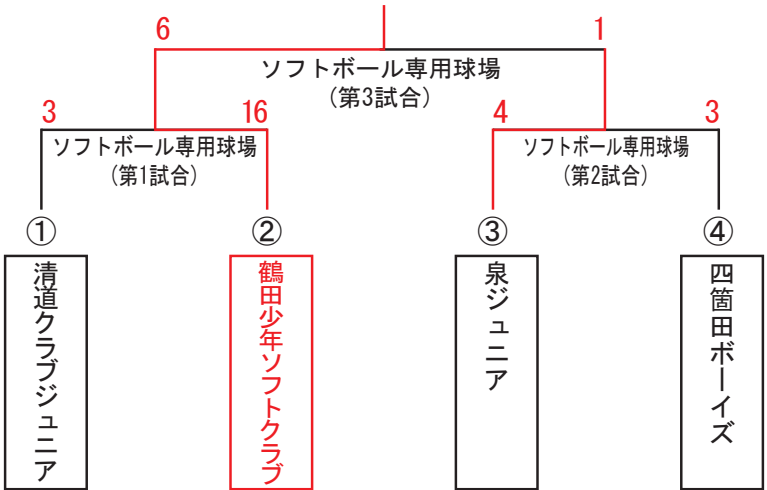 6
1
ソフトボール専用球場
(第3試合)
3
16
4
3
ソフトボール専用球場
(第1試合)
ソフトボール専用球場
(第2試合)
①
②
③
④
清道クラブジュニア
鶴田少年ソフトクラブ
泉ジュニア
四箇田ボーイズ